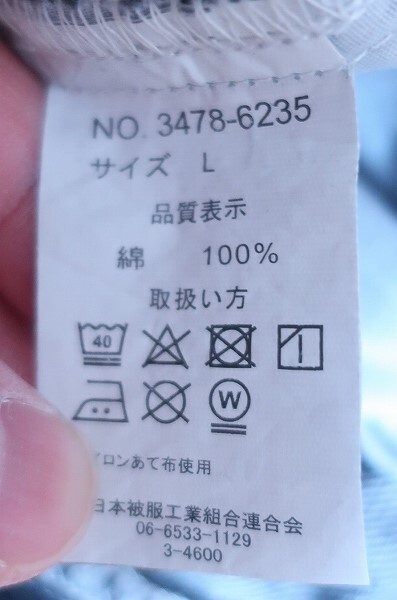 NO. 3478-6235
サイズ L
品質表示
綿 100%
取扱い方
40
W
イロンあて布使用
日本被服工業組合連合会
06-6533-1129
3-4600